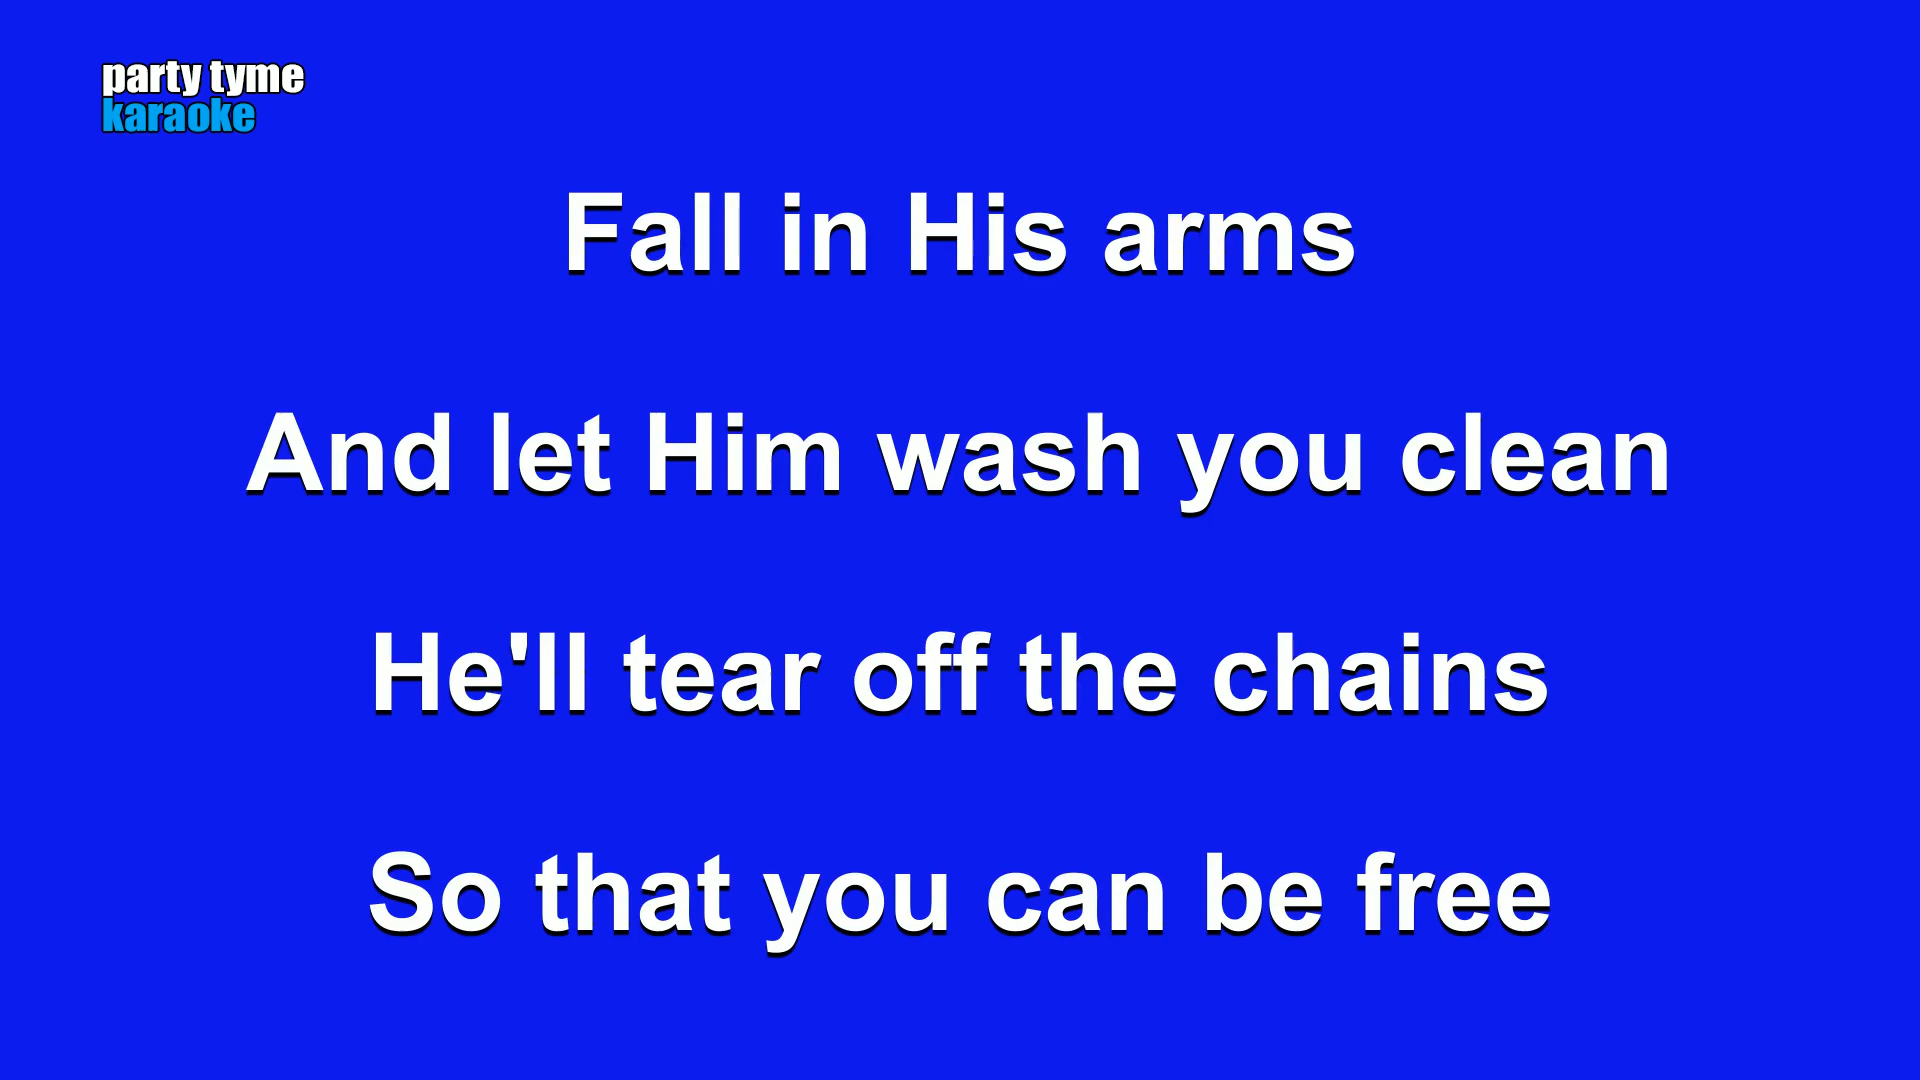 party tyme
karaoke
Fall in His arms
And let Him wash you clean
He'll tear off the chains
So that you can be free